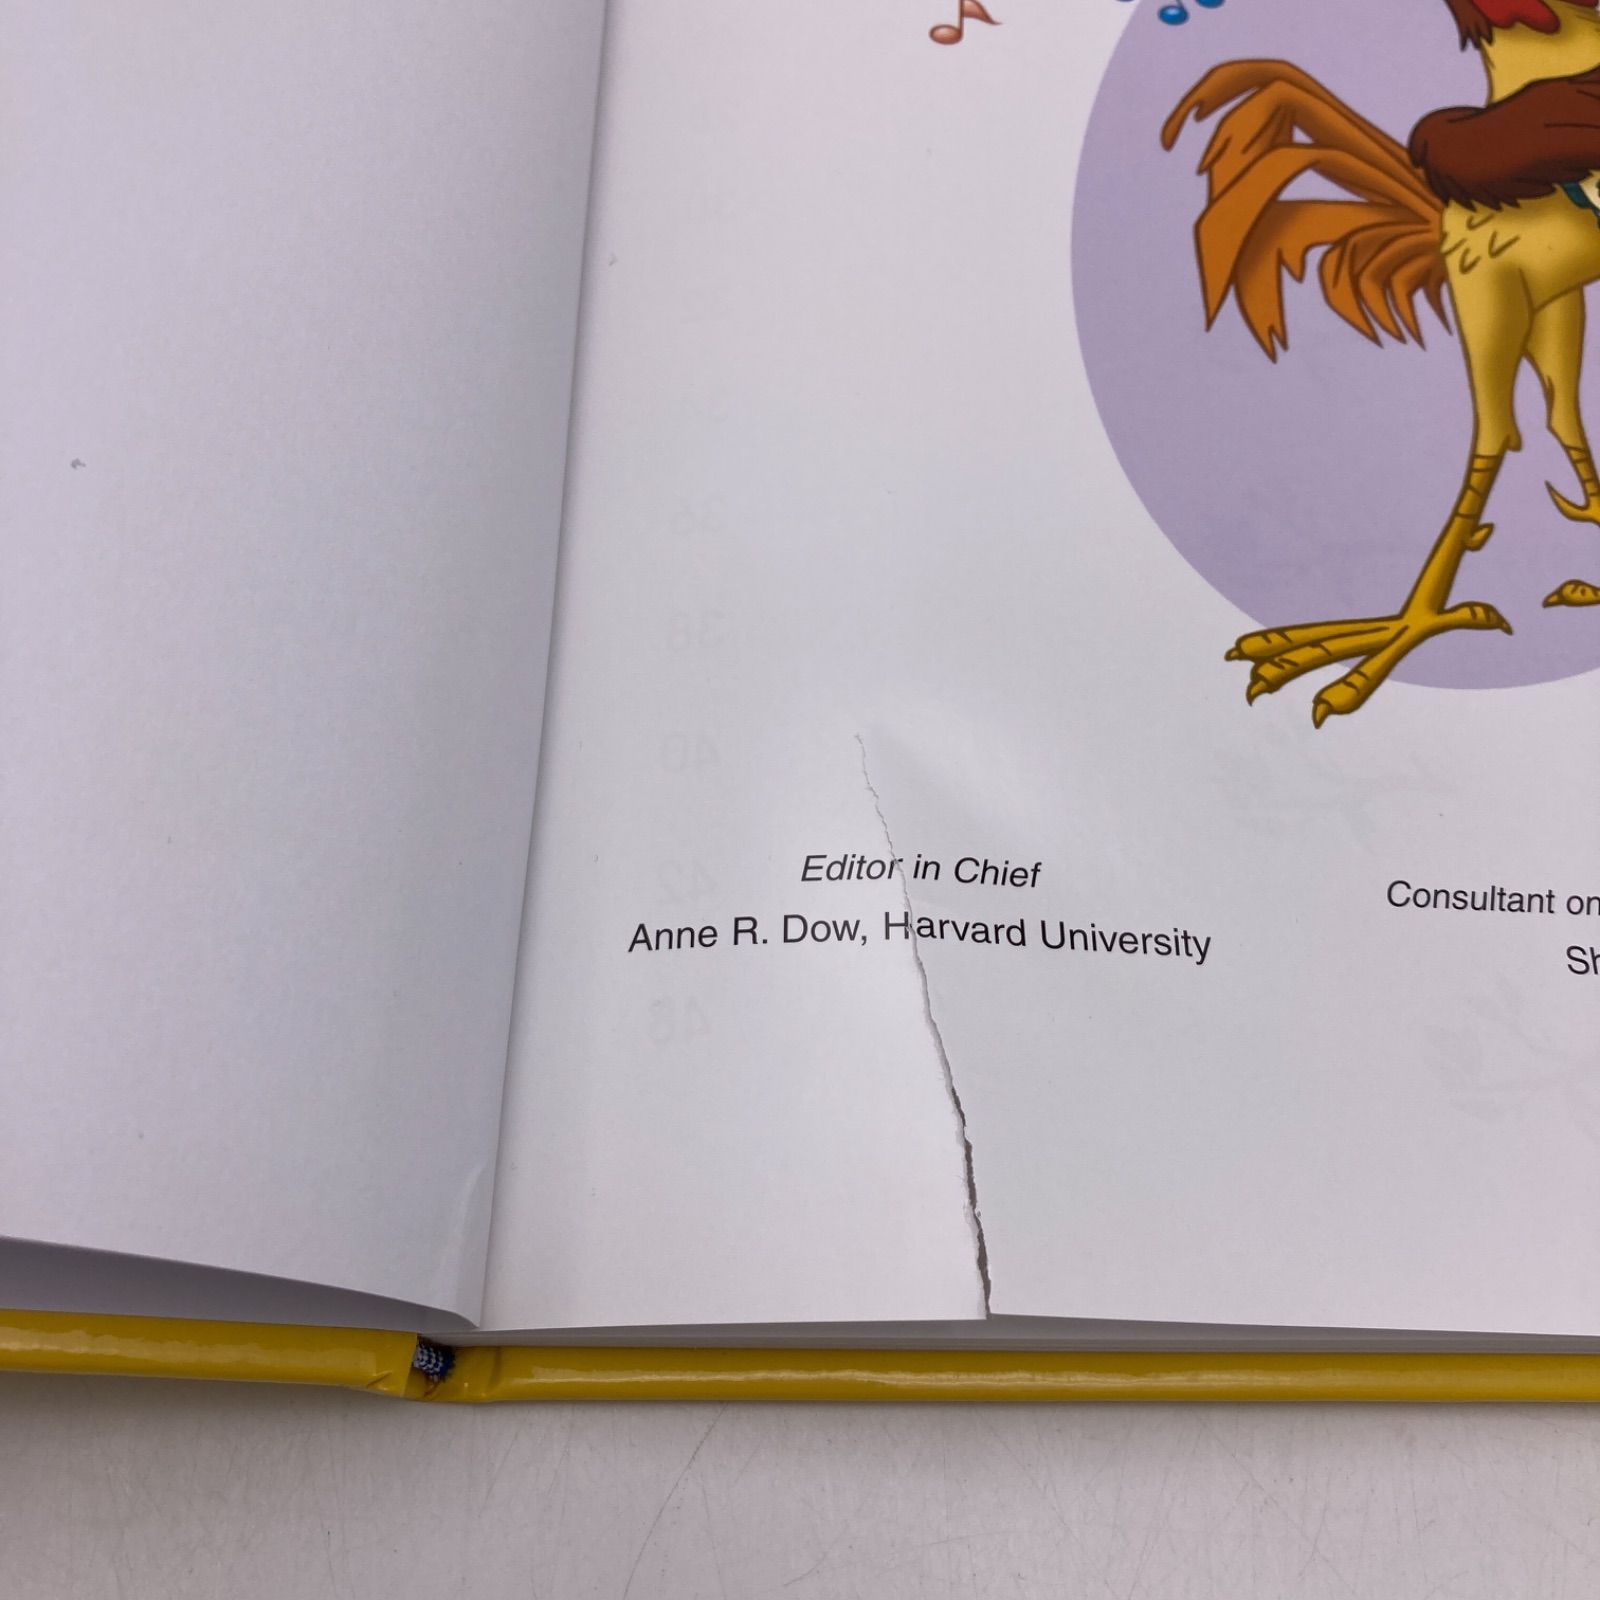 Editor in Chief
Anne R. Dow, Harvard University
Consultant on